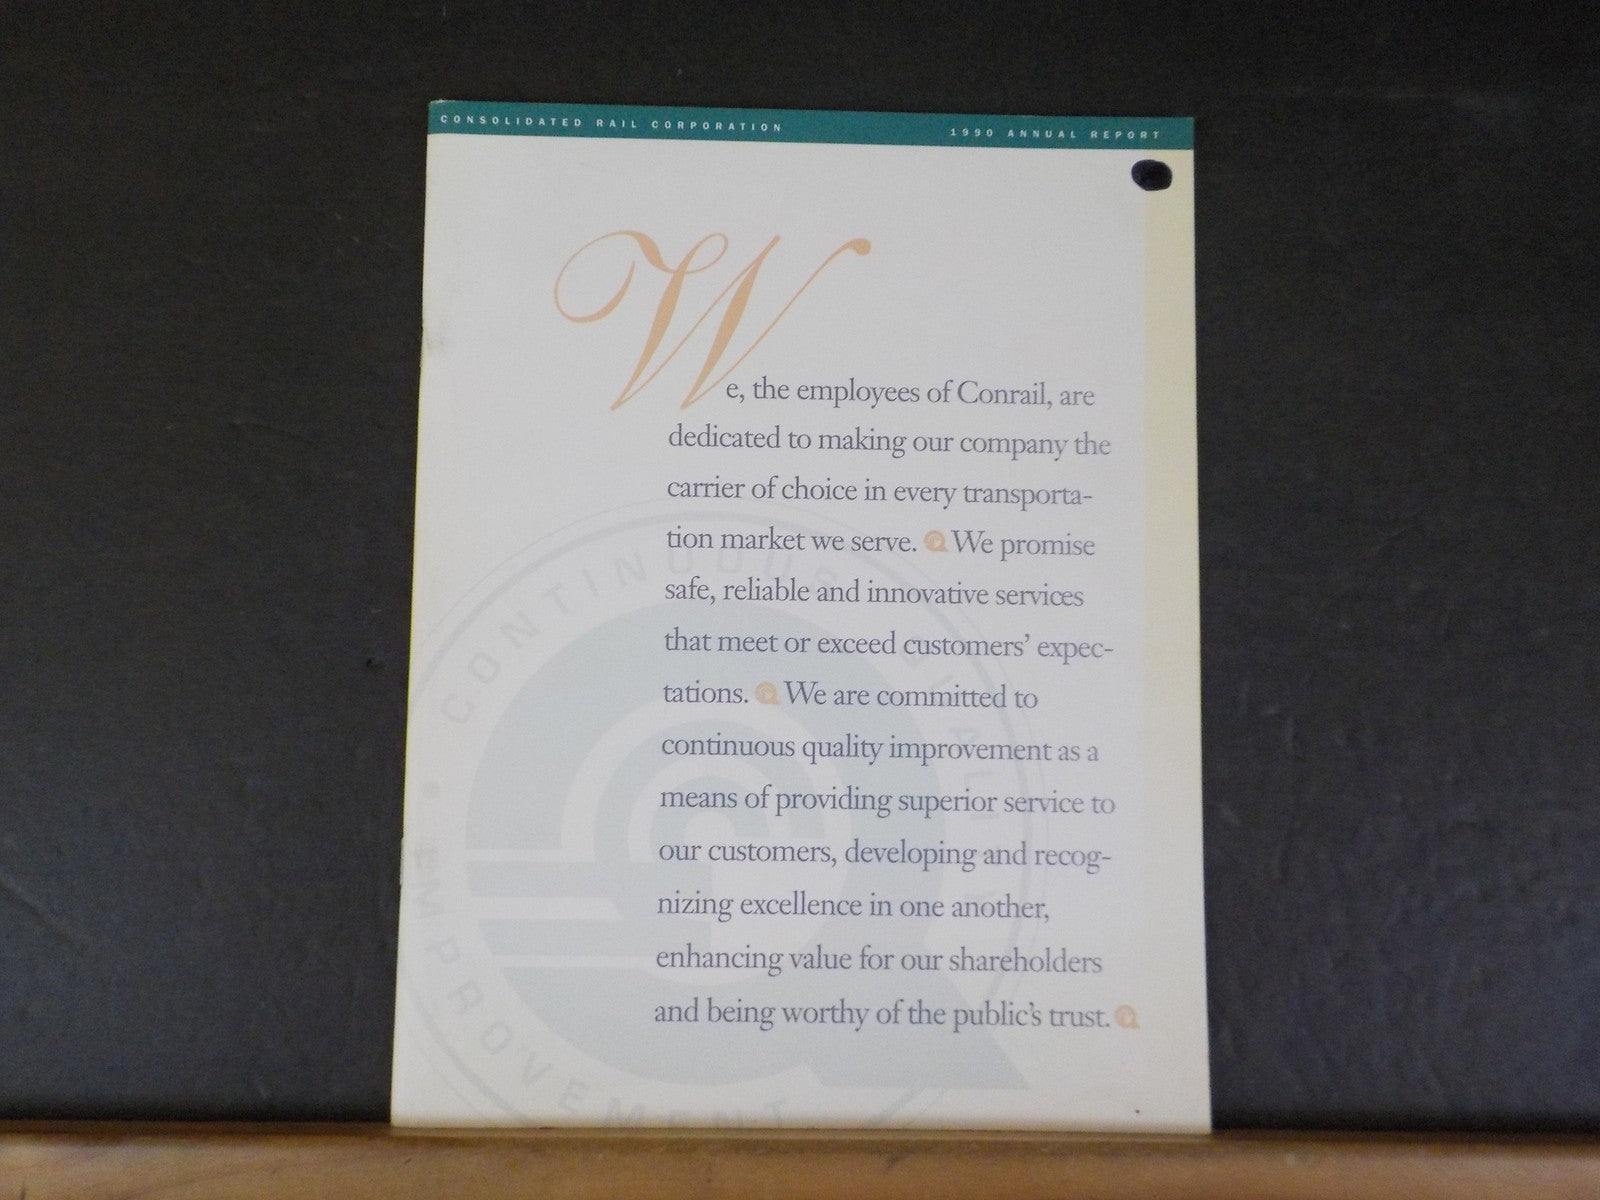 CONSOLIDATED RAIL CORPORATION 1990 ANNUAL REPORT
We, the employees of Conrail, are
dedicated to making our company the
carrier of choice in every transporta-
tion market we serve. We promise
safe, reliable and innovative services
that meet or exceed customers' expec-
tations. We are committed to
continuous quality improvement as a
means of providing superior service to
our customers, developing and recog-
nizing excellence in one another,
enhancing value for our shareholders
and being worthy of the public's trust.
CONTINUOUS QUALITY
IMPROVEMENT